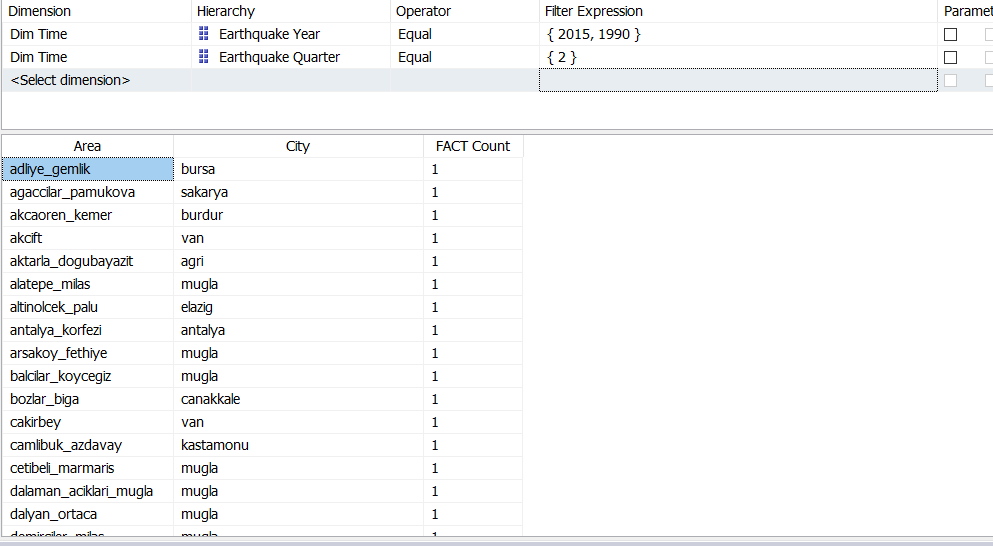 Dimension Hierarchy Operator Filter Expression Paramet
Dim Time Earthquake Year Equal { 2015, 1990 }
Dim Time Earthquake Quarter Equal { 2 }
<Select dimension>
Area City FACT Count
adliye_gemlik bursa 1
agaccilar_pamukova sakarya 1
akcaoren_kemer burdur 1
akcift van 1
aktarla_dogubayazit agri 1
alatepe_milas mugla 1
altinolcek_palu elazig 1
antalya_korfezi antalya 1
arsakoy_fethiye mugla 1
balcilar_koycegiz mugla 1
bozlar_biga canakkale 1
cakirbey van 1
camlibuk_azdavay kastamonu 1
cetibeli_marmaris mugla 1
dalaman_aciklari_mugla mugla 1
dalyan_ortaca mugla 1
demirciler_milas mugla 1